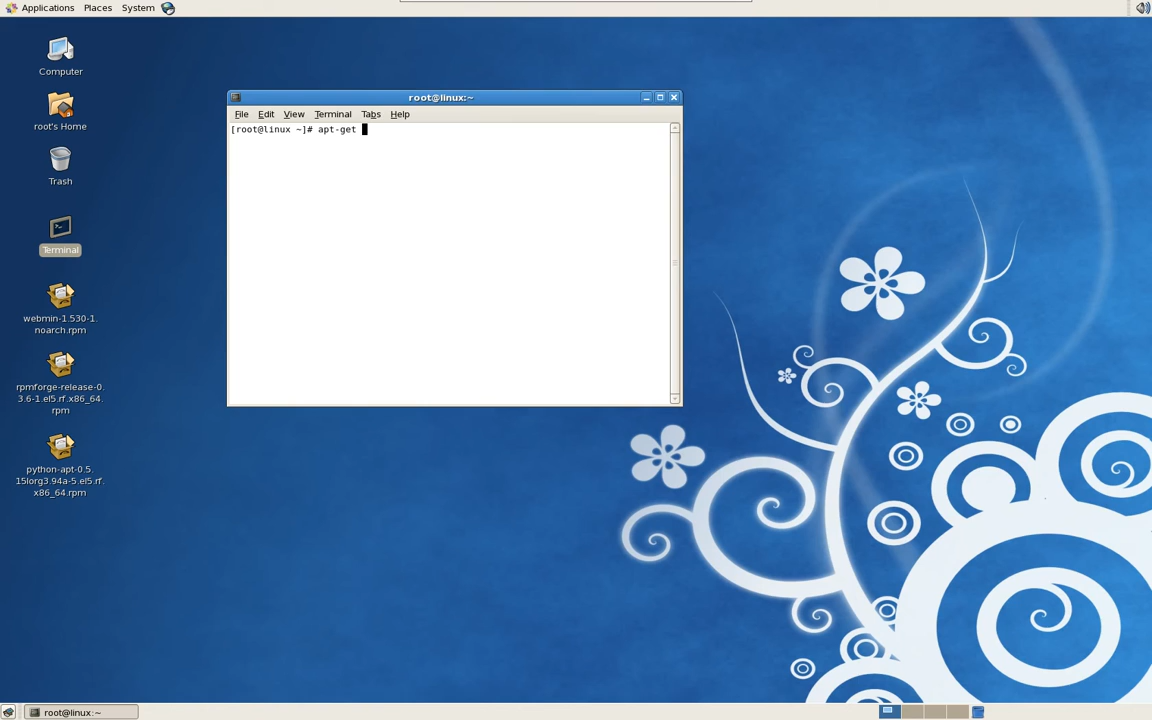 Applications Places System
Computer
root's Home
Trash
Terminal
webmin-1.530-1.
noarch.rpm
rpmforge-release-0.
3.6-1.el5.rf.x86_64.
rpm
python-apt-0.5.
15lorg3.94a-5.el5.rf.
x86_64.rpm
root@linux:~
File Edit View Terminal Tabs Help
[root@linux ~]# apt-get
root@linux:~